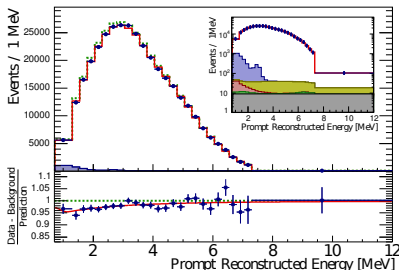 Events / 1 MeV
25000
20000
15000
10000
5000
Events / 1MeV
10⁵
10⁴
10³
10²
10
1
2 4 6 8 10 12
Prompt Reconstructed Energy [MeV]
Data - Background
Prediction
1.1
1.05
1
0.95
0.9
0.85
2 4 6 8 10 12
Prompt Reconstructed Energy [MeV]